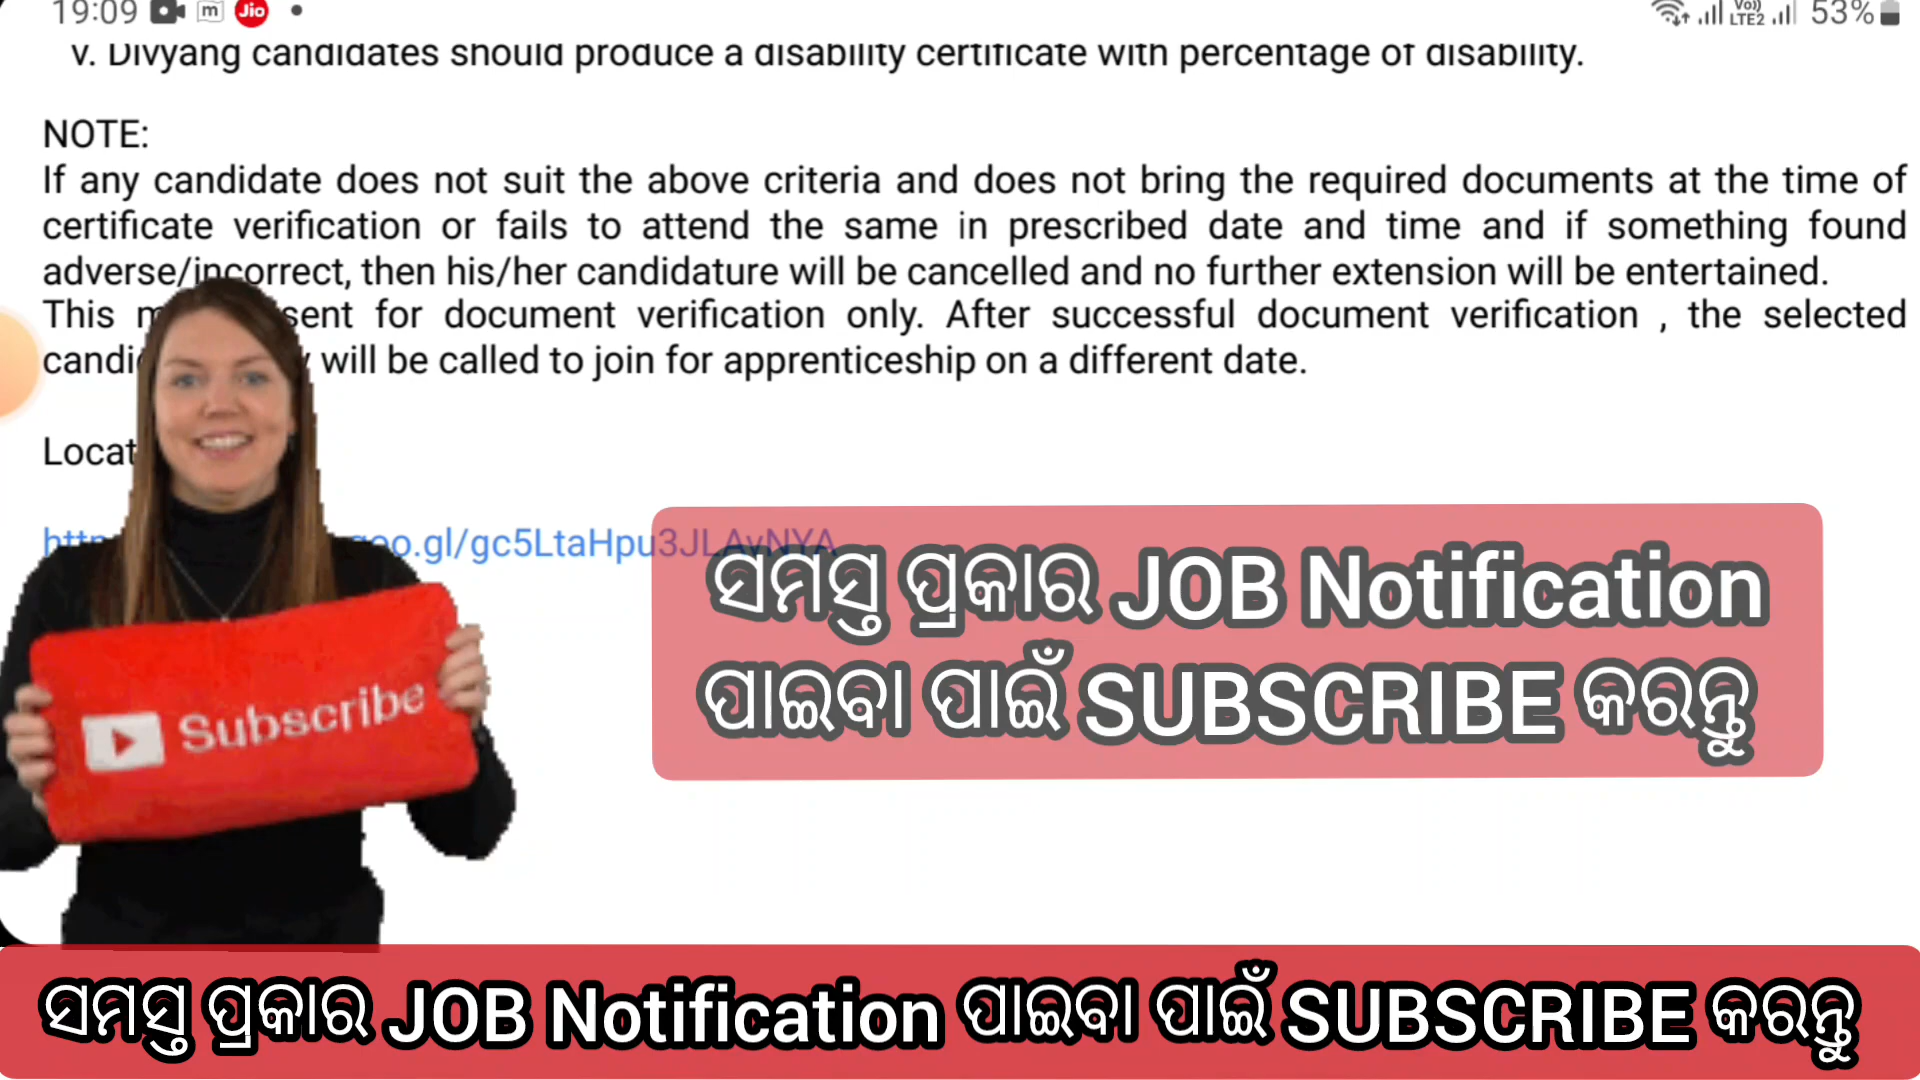 19:09 m Jio Vo)) LTE2 53%
v. Divyang candidates should produce a disability certificate with percentage of disability.
NOTE:
If any candidate does not suit the above criteria and does not bring the required documents at the time of
certificate verification or fails to attend the same in prescribed date and time and if something found
adverse/incorrect, then his/her candidature will be cancelled and no further extension will be entertained.
This sent for document verification only. After successful document verification , the selected
will be called to join for apprenticeship on a different date.
goo.gl/gc5LtaHpu3JLAvNYA
ସମସ୍ତ ପ୍ରକାର JOB Notification
ପାଇବା ପାଇଁ SUBSCRIBE କରନ୍ତୁ
Subscribe
ସମସ୍ତ ପ୍ରକାର JOB Notification ପାଇବା ପାଇଁ SUBSCRIBE କରନ୍ତୁ